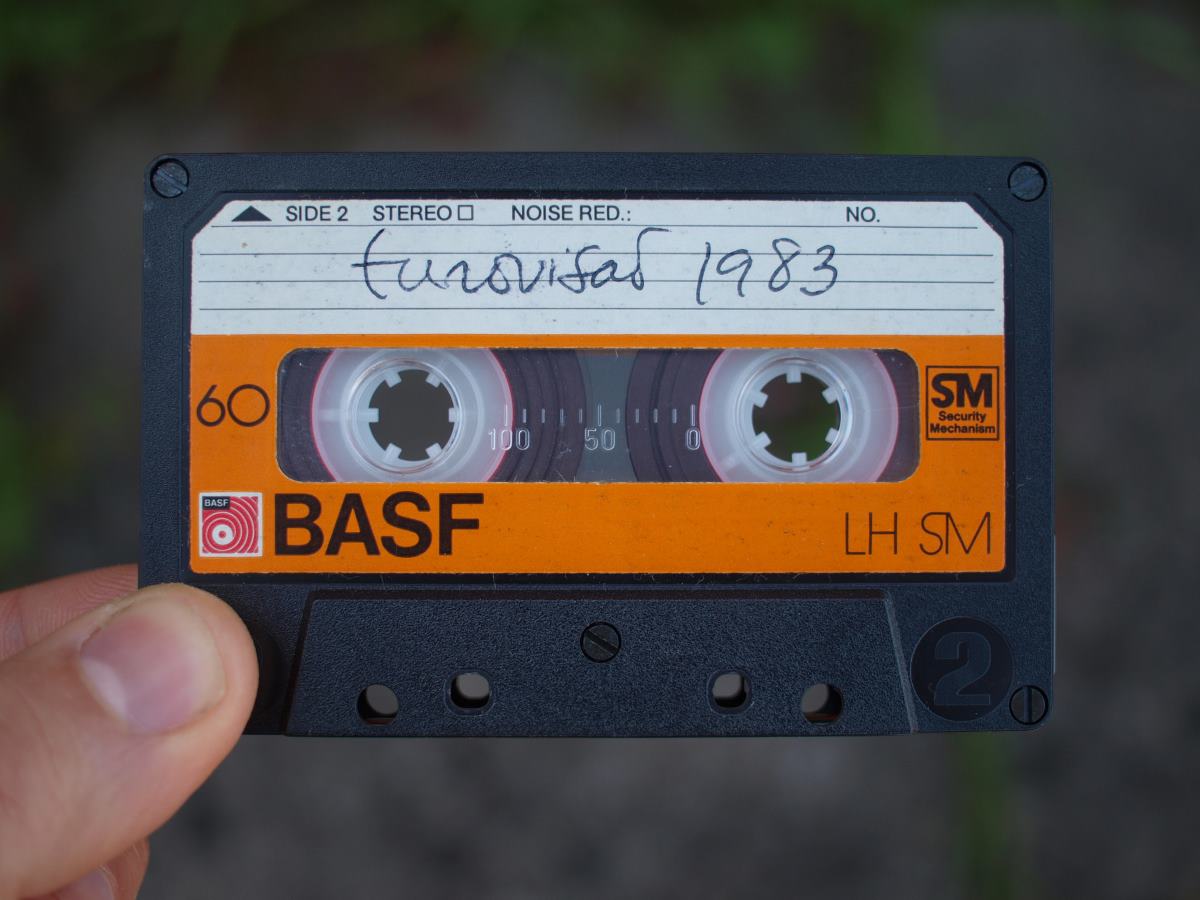 SIDE 2 STEREO NOISE RED.: NO.
Eurovisão 1983
60
100 50 0
SM
Security
Mechanism
BASF
BASF
LH SM
2